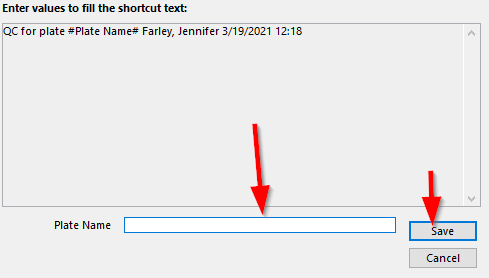 Enter values to fill the shortcut text:
QC for plate #Plate Name# Farley, Jennifer 3/19/2021 12:18
Plate Name
Save
Cancel